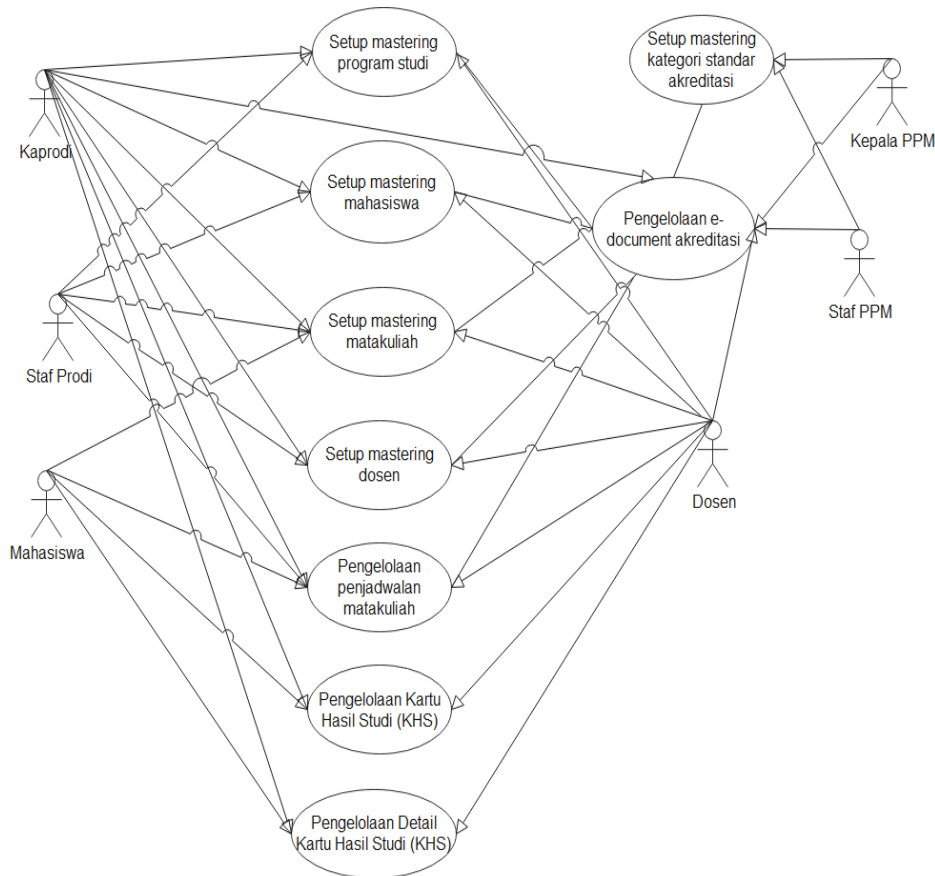 Setup mastering
program studi
Setup mastering
kategori standar
akreditasi
Kaprodi
Kepala PPM
Setup mastering
mahasiswa
Pengelolaan e-
document akreditasi
Staf PPM
Setup mastering
matakuliah
Staf Prodi
Setup mastering
dosen
Dosen
Mahasiswa
Pengelolaan
penjadwalan
matakuliah
Pengelolaan Kartu
Hasil Studi (KHS)
Pengelolaan Detail
Kartu Hasil Studi (KHS)